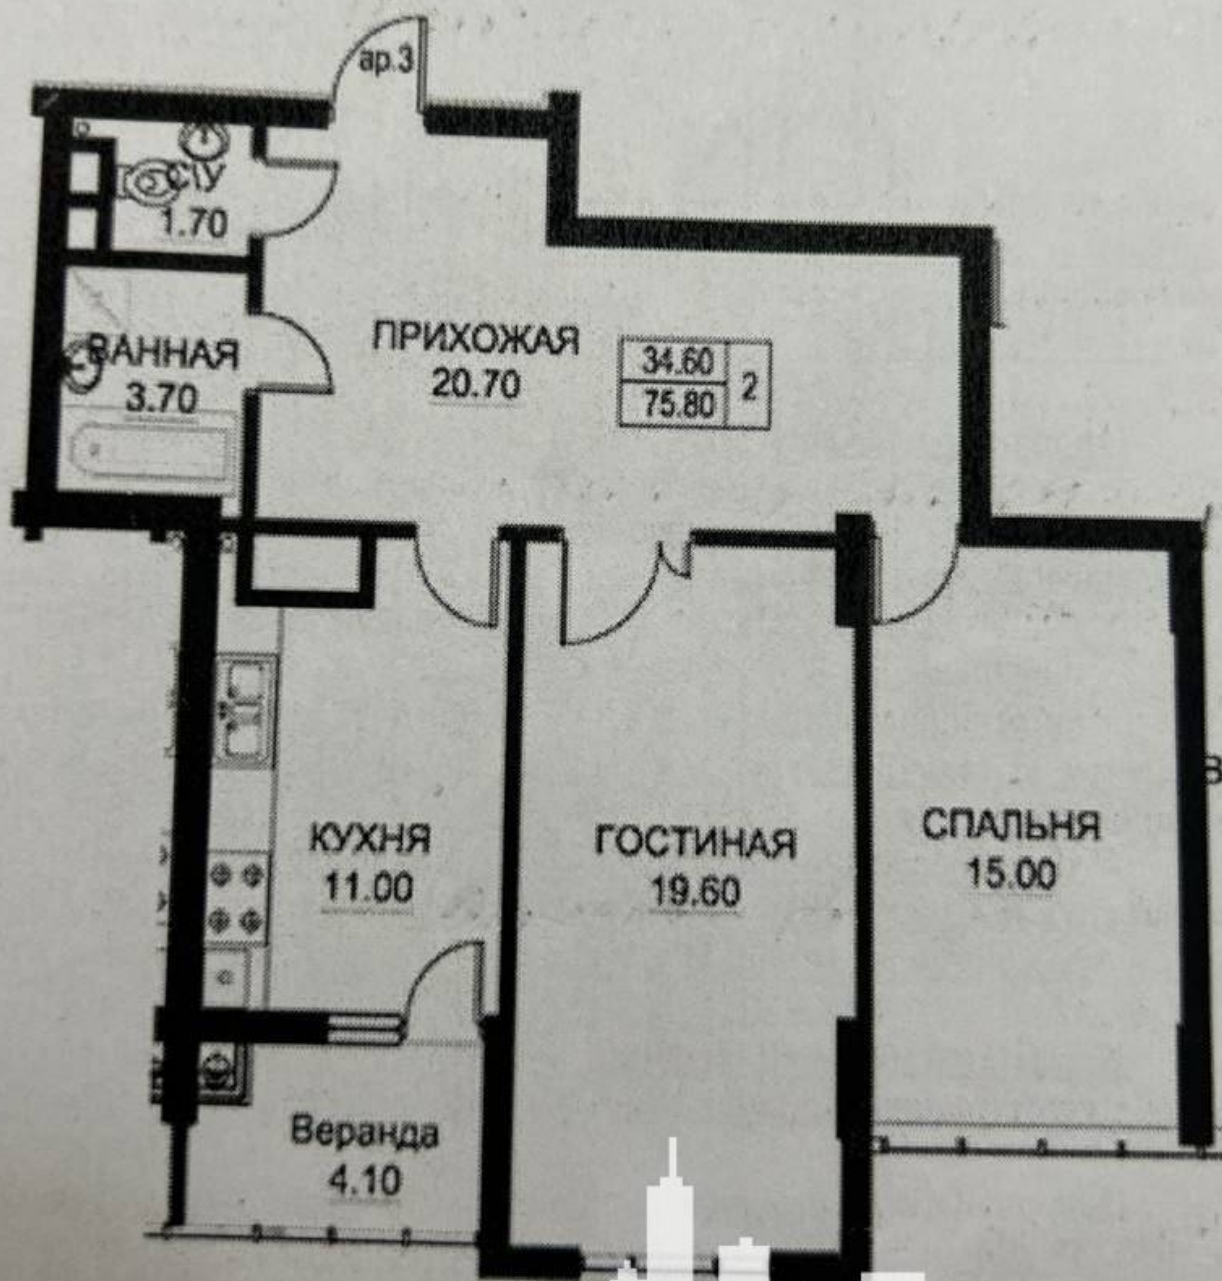 ар.3
С\У
1.70
ВАННАЯ
3.70
ПРИХОЖАЯ
20.70
34.60
75.80
2
КУХНЯ
11.00
ГОСТИНАЯ
19.60
СПАЛЬНЯ
15.00
В
Веранда
4.10